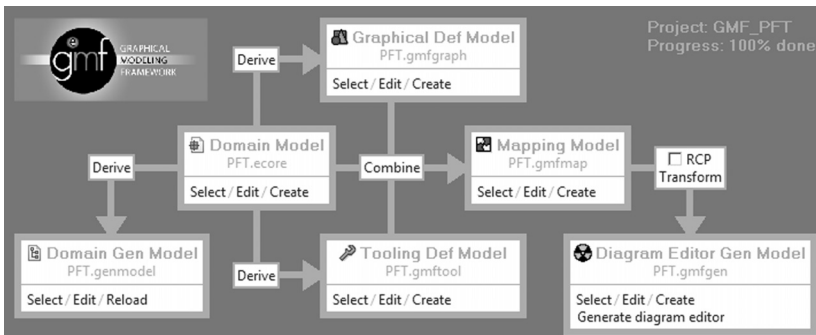 gmf
GRAPHICAL
MODELING
FRAMEWORK
Project: GMF_PFT
Progress: 100% done
Graphical Def Model
PFT.gmfgraph
Select / Edit / Create
Derive
Domain Model
PFT.ecore
Select / Edit / Create
Derive
Combine
Mapping Model
PFT.gmfmap
Select / Edit / Create
RCP
Transform
Domain Gen Model
PFT.genmodel
Select / Edit / Reload
Derive
Tooling Def Model
PFT.gmftool
Select / Edit / Create
Diagram Editor Gen Model
PFT.gmfgen
Select / Edit / Create
Generate diagram editor